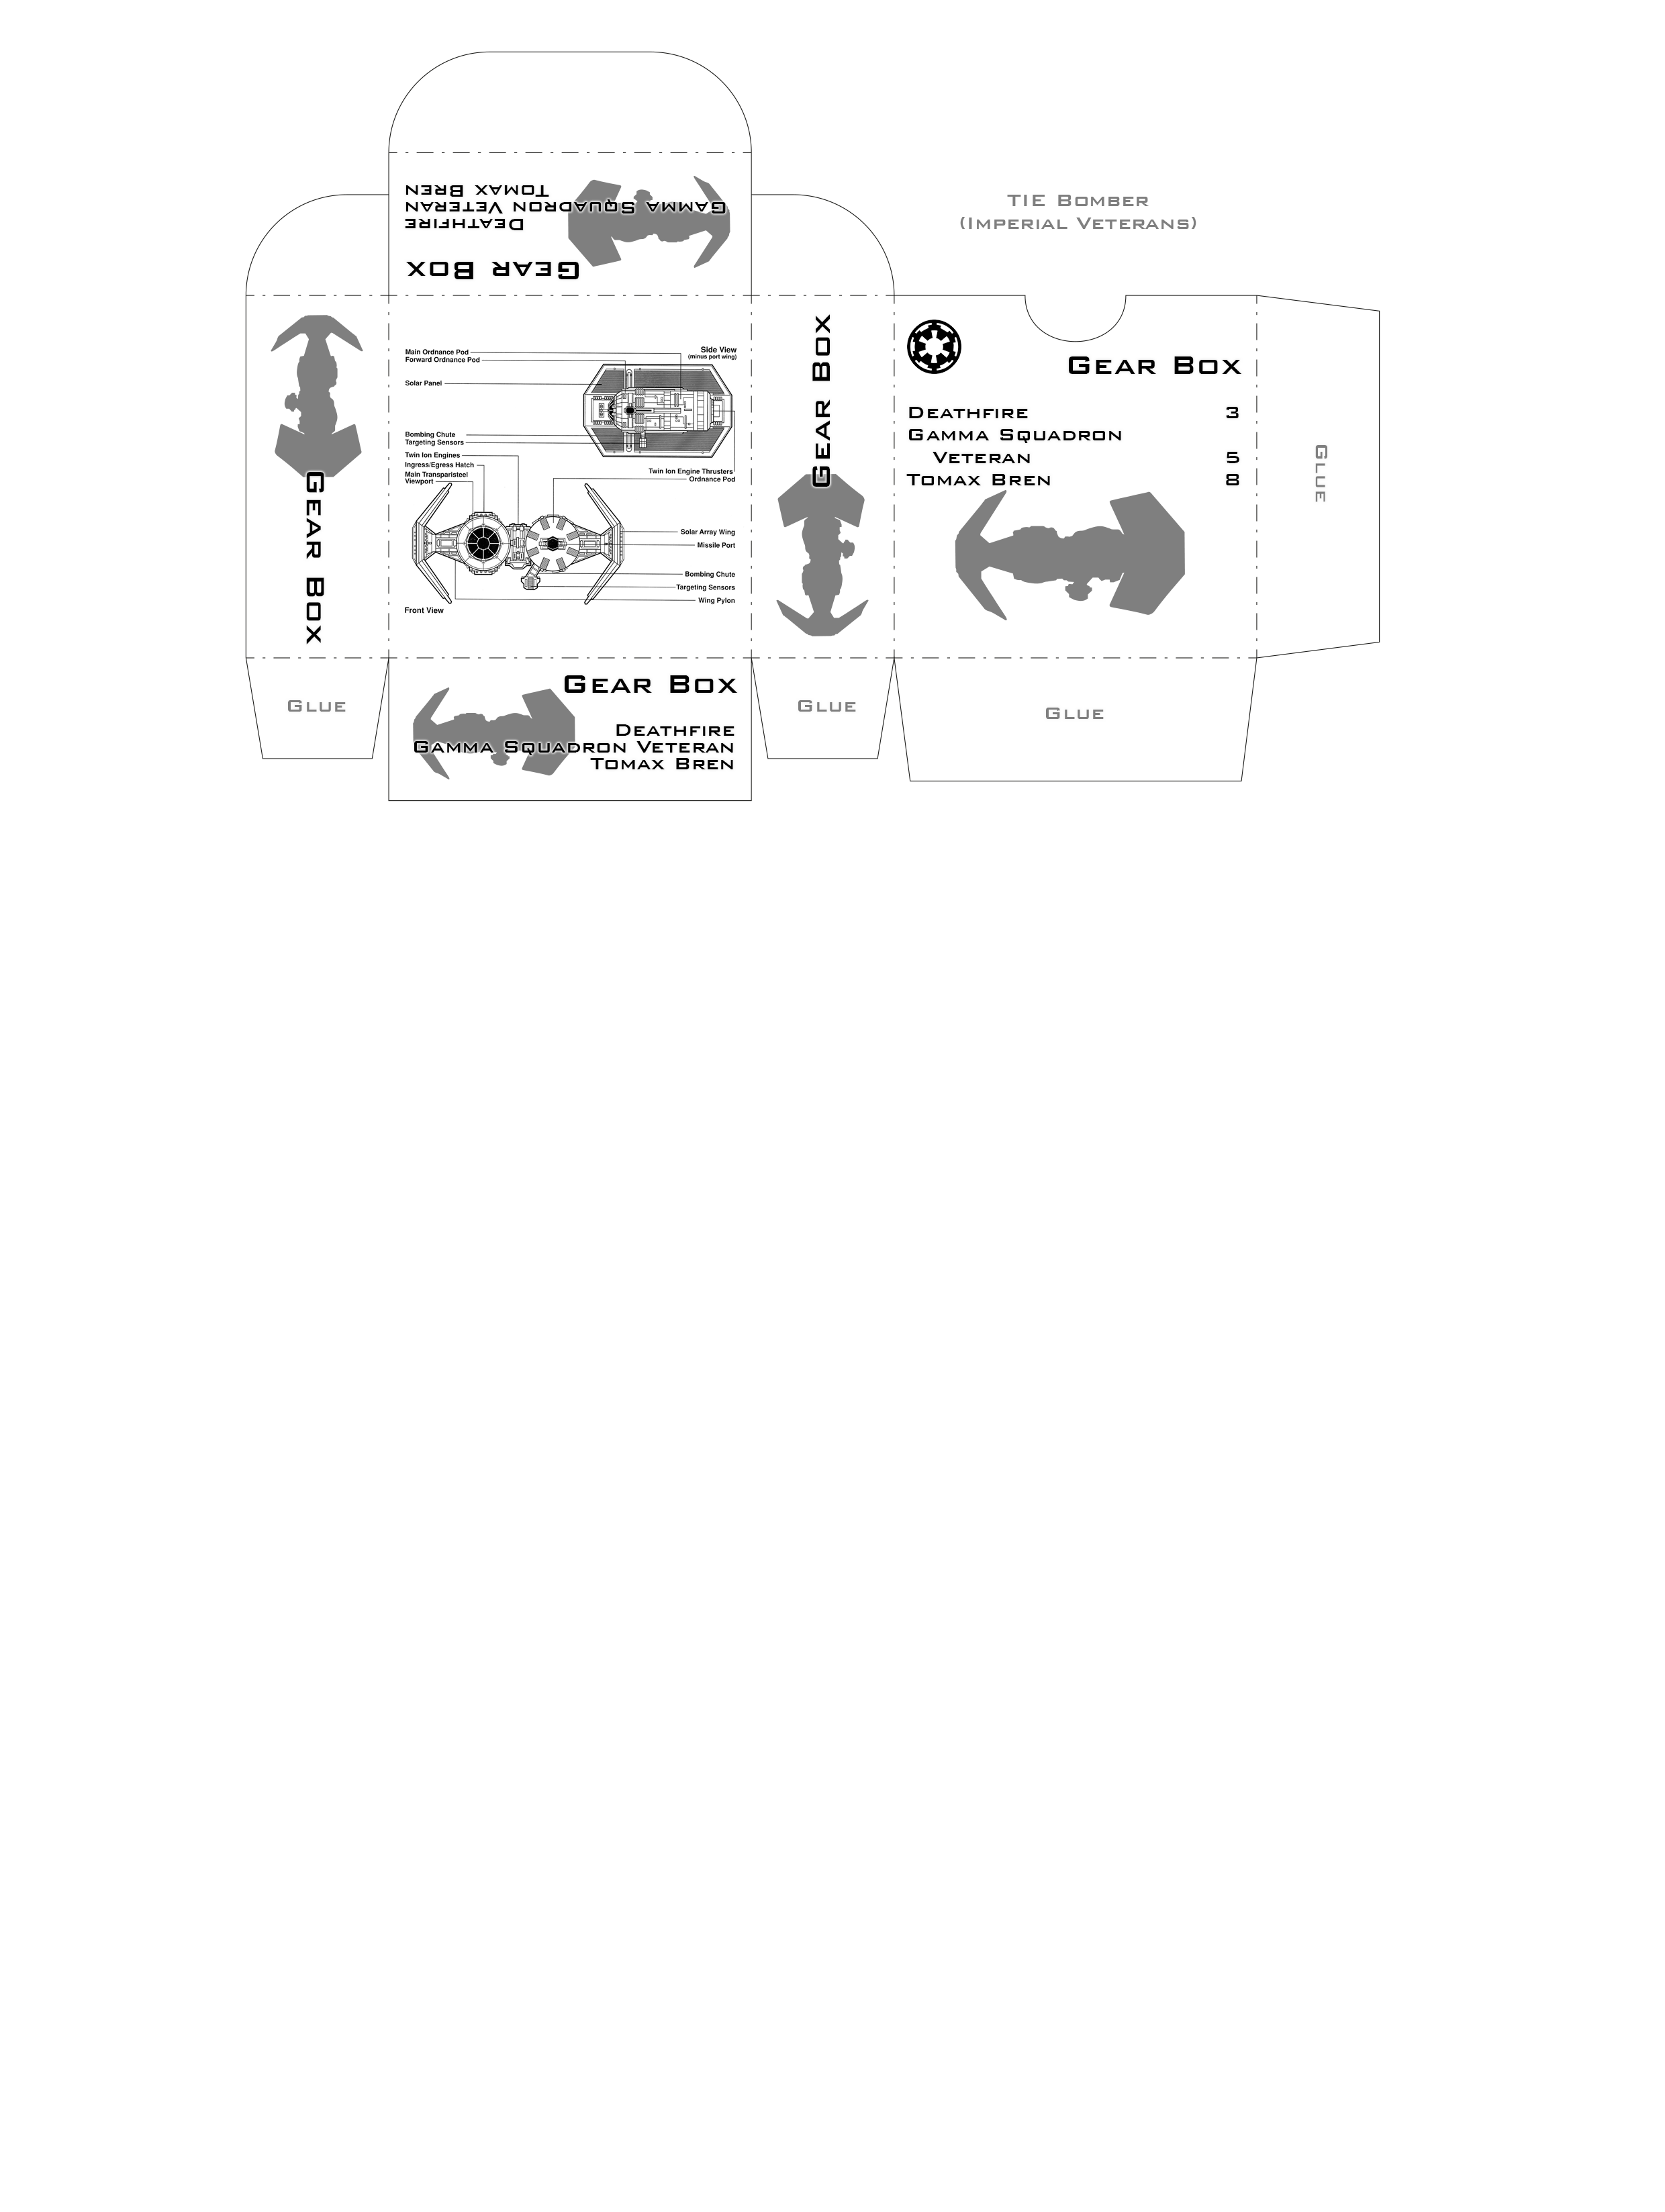 Tomax Bren
Gamma Squadron Veteran
Deathfire
Gear Box
TIE Bomber
(Imperial Veterans)
Gear Box
Main Ordnance Pod
Forward Ordnance Pod
Solar Panel
Side View
(minus port wing)
Bombing Chute
Targeting Sensors
Twin Ion Engines
Ingress/Egress Hatch
Main Transparisteel
Viewport
Twin Ion Engine Thrusters
Ordnance Pod
Solar Array Wing
Missile Port
Bombing Chute
Targeting Sensors
Wing Pylon
Front View
Gear Box
Gear Box
Deathfire 3
Gamma Squadron
Veteran 5
Tomax Bren 8
Glue
Glue
Gear Box
Deathfire
Gamma Squadron Veteran
Tomax Bren
Glue
Glue